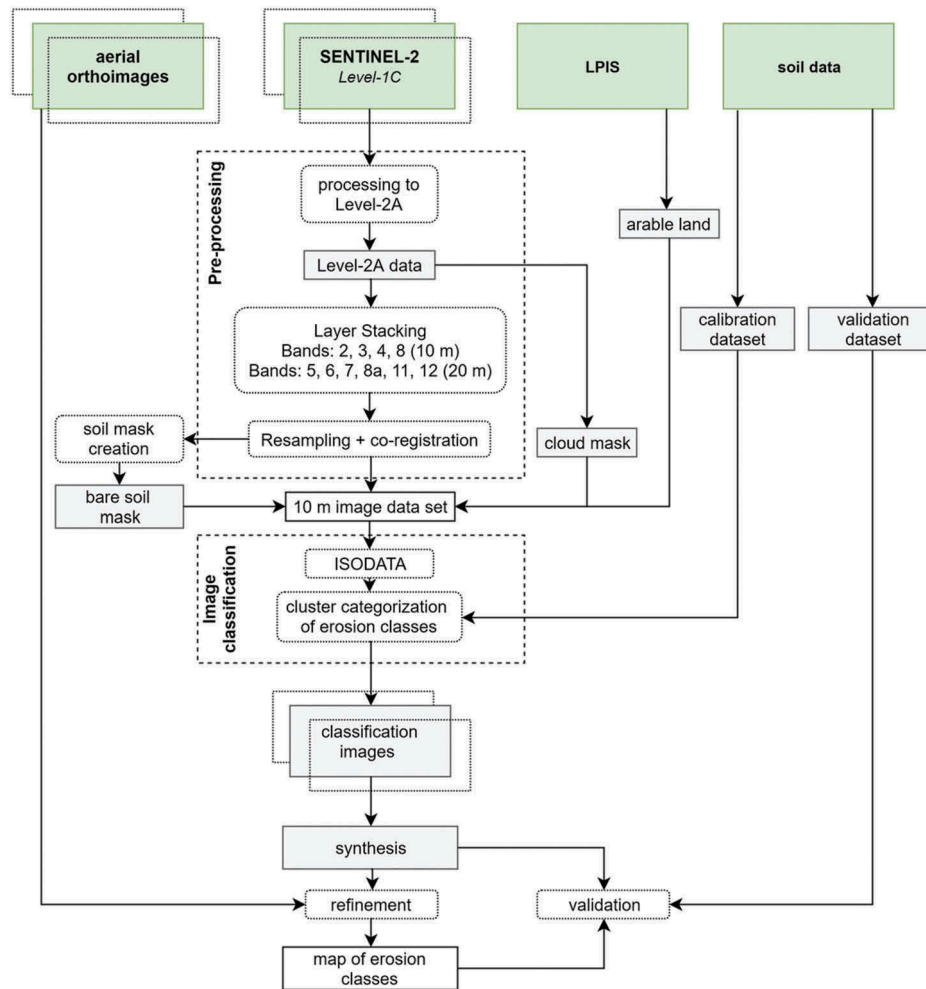 aerial
orthoimages
SENTINEL-2
Level-1C
LPIS
soil data
Pre-processing
processing to
Level-2A
arable land
Level-2A data
calibration
dataset
validation
dataset
Layer Stacking
Bands: 2, 3, 4, 8 (10 m)
Bands: 5, 6, 7, 8a, 11, 12 (20 m)
soil mask
creation
Resampling + co-registration
cloud mask
bare soil
mask
10 m image data set
Image
classification
ISODATA
cluster categorization
of erosion classes
classification
images
synthesis
refinement
validation
map of erosion
classes